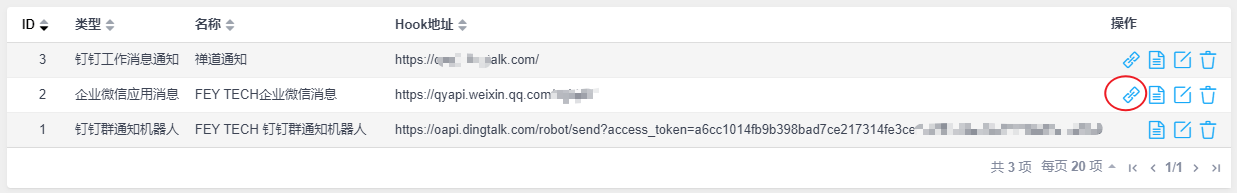 ID 类型 名称 Hook地址 操作
3 钉钉工作消息通知 禅道通知 https:// alk.com/
2 企业微信应用消息 FEY TECH企业微信消息 https://qyapi.weixin.qq.com
1 钉钉群通知机器人 FEY TECH 钉钉群通知机器人 https://oapi.dingtalk.com/robot/send?access_token=a6cc1014fb9b398bad7ce217314fe3ce
共 3 项 每页 20 项 1/1